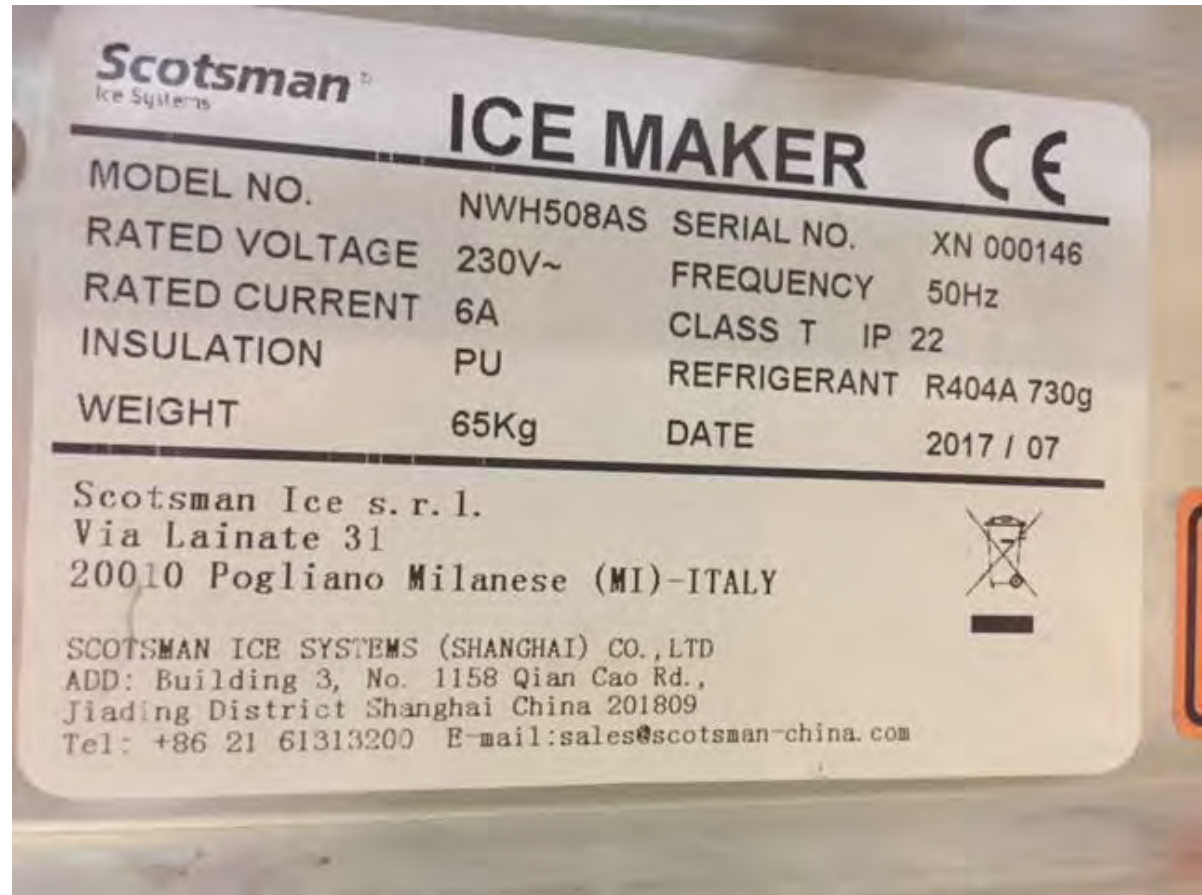 Scotsman
Ice Systems
ICE MAKER
CE
MODEL NO. NWH508AS SERIAL NO. XN 000146
RATED VOLTAGE 230V~ FREQUENCY 50Hz
RATED CURRENT 6A CLASS T IP 22
INSULATION PU REFRIGERANT R404A 730g
WEIGHT 65Kg DATE 2017 / 07
Scotsman Ice s.r.l.
Via Lainate 31
20010 Pogliano Milanese (MI)-ITALY
SCOTSMAN ICE SYSTEMS (SHANGHAI) CO.,LTD
ADD: Building 3, No. 1158 Qian Cao Rd.,
Jiading District Shanghai China 201809
Tel: +86 21 61313200 E-mail:sales@scotsman-china.com